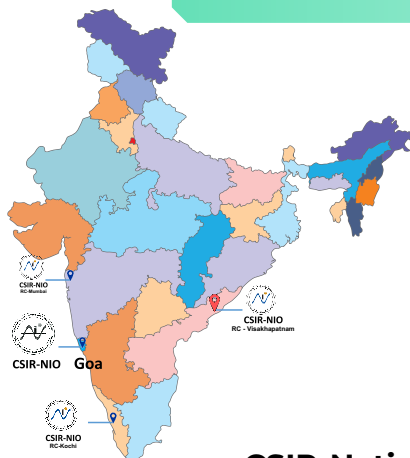 CSIR-NIO
RC-Mumbai
CSIR-NIO
RC - Visakhapatnam
CSIR-NIO
Goa
CSIR-NIO
RC-Kochi